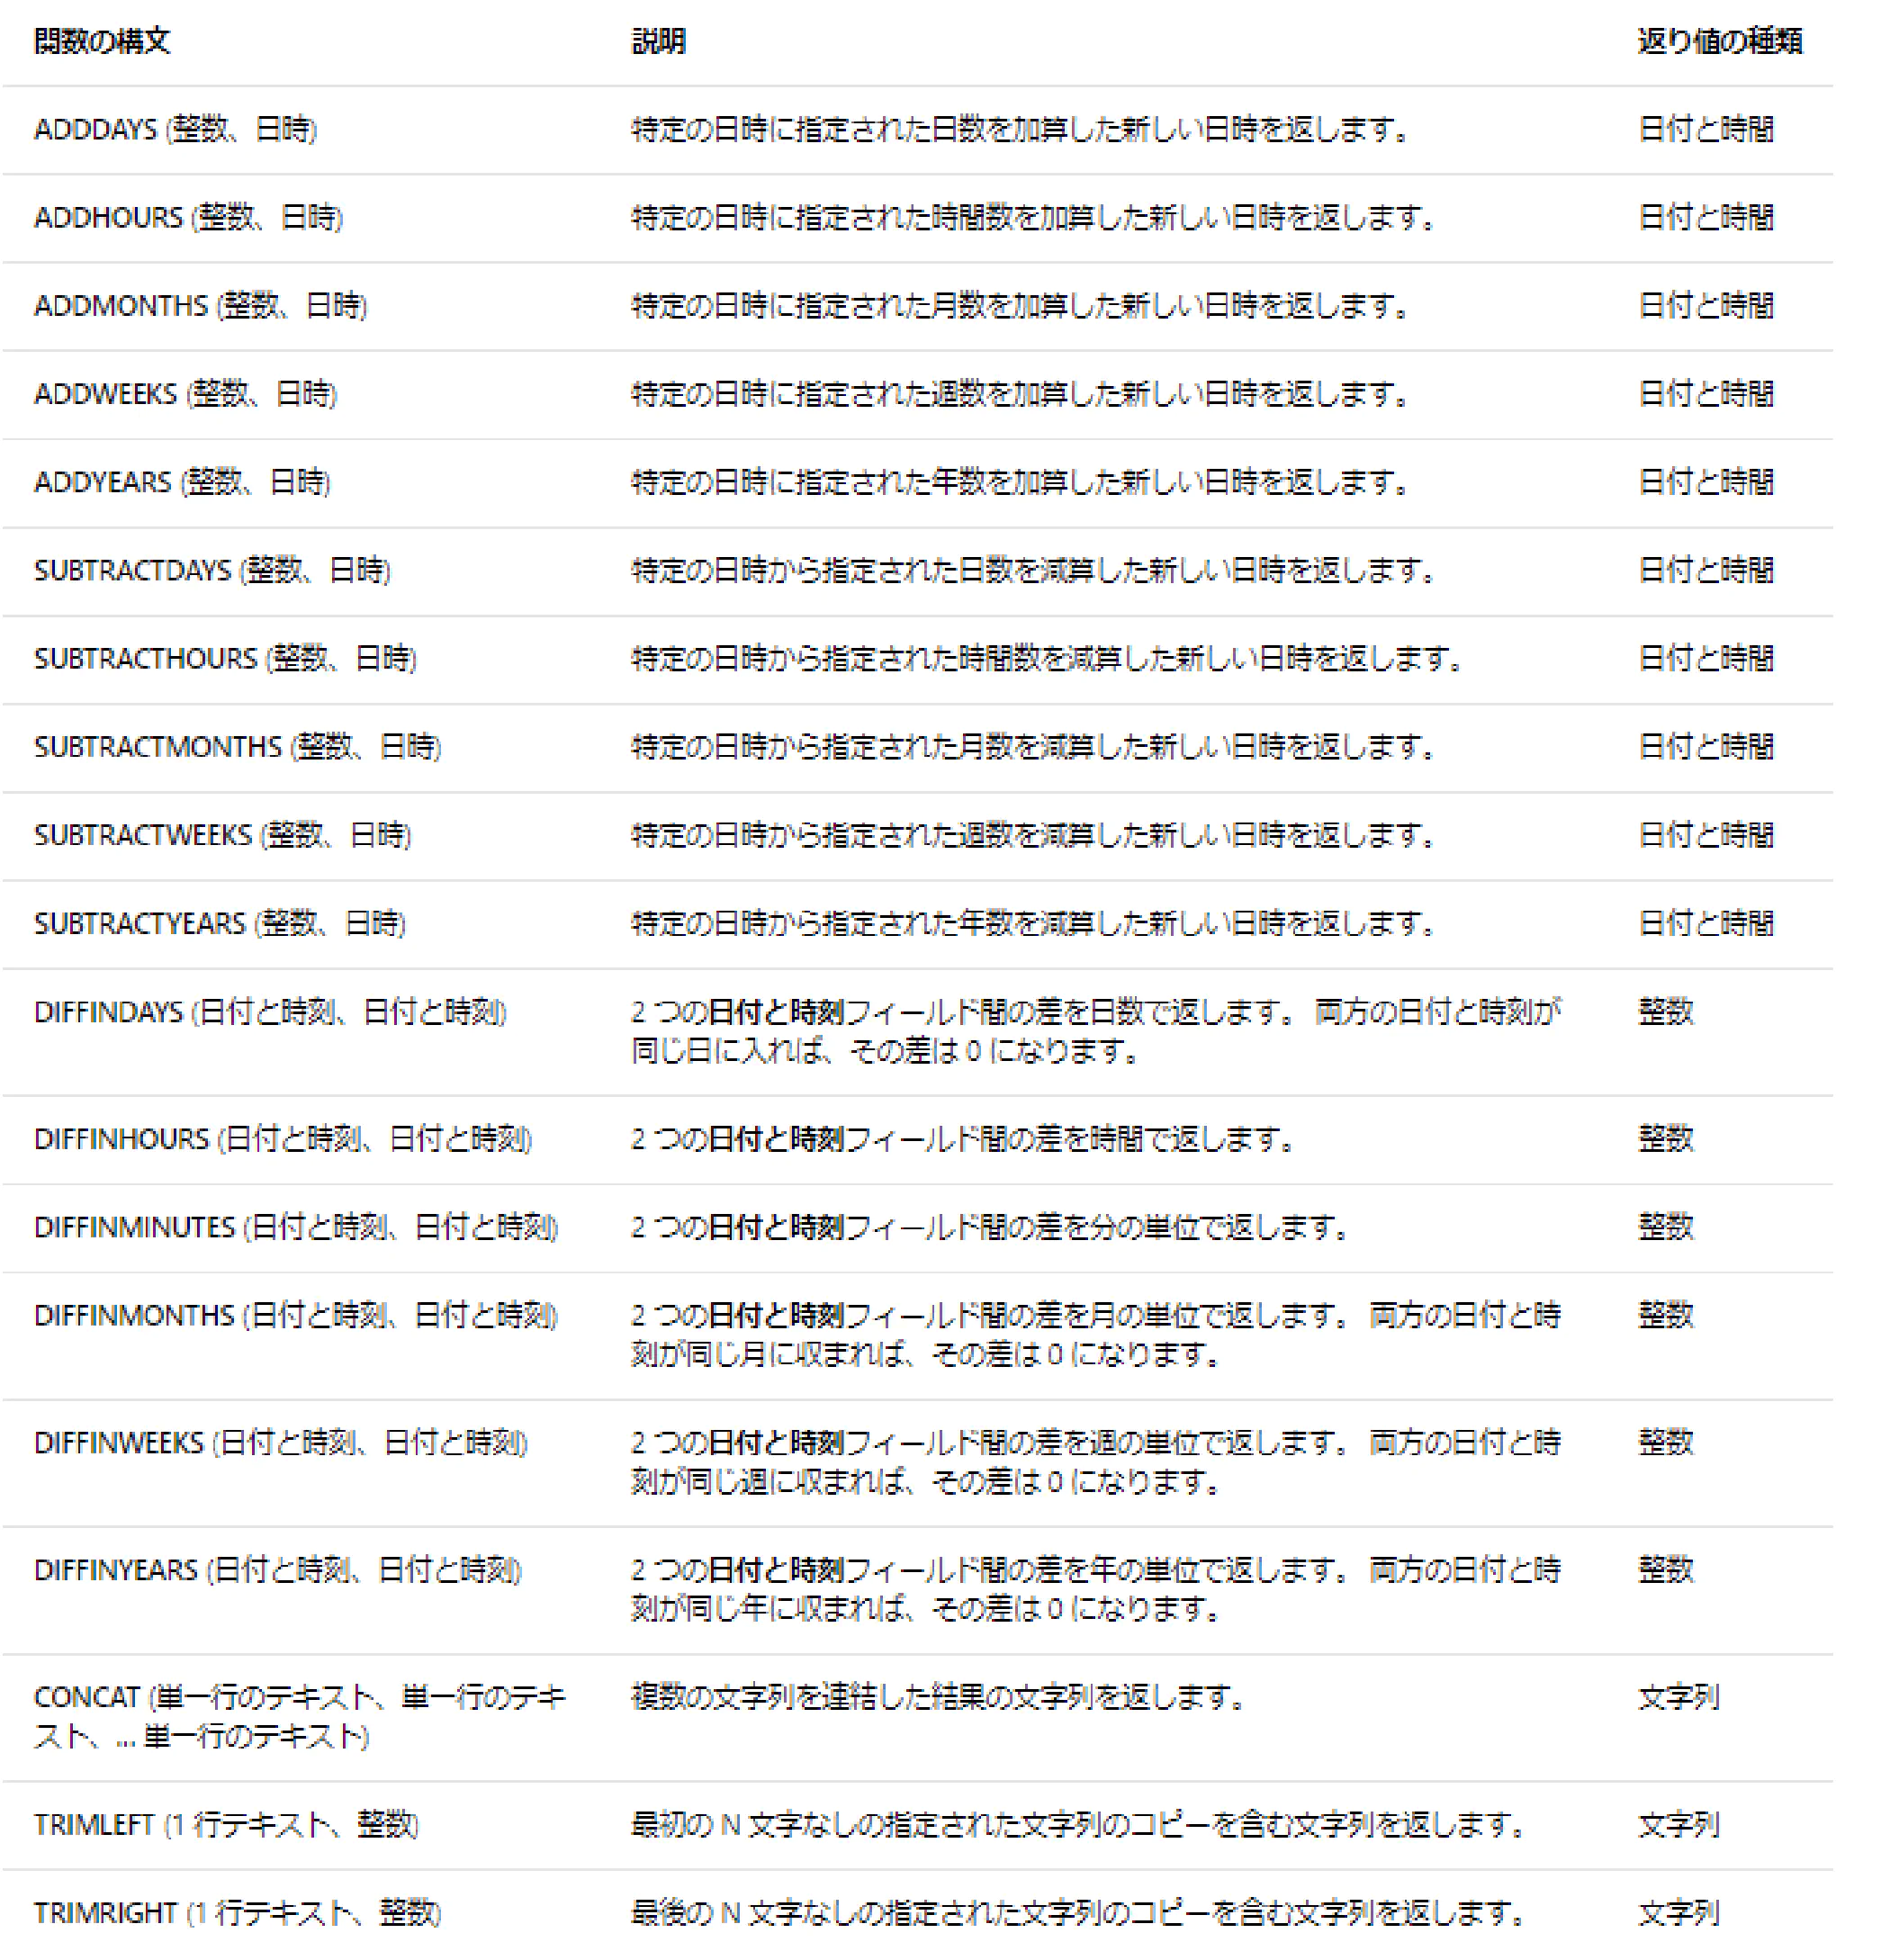 関数の構文 説明 返り値の種類
ADDDAYS (整数、日時) 特定の日時に指定された日数を加算した新しい日時を返します。 日付と時間
ADDHOURS (整数、日時) 特定の日時に指定された時間数を加算した新しい日時を返します。 日付と時間
ADDMONTHS (整数、日時) 特定の日時に指定された月数を加算した新しい日時を返します。 日付と時間
ADDWEEKS (整数、日時) 特定の日時に指定された週数を加算した新しい日時を返します。 日付と時間
ADDYEARS (整数、日時) 特定の日時に指定された年数を加算した新しい日時を返します。 日付と時間
SUBTRACTDAYS (整数、日時) 特定の日時から指定された日数を減算した新しい日時を返します。 日付と時間
SUBTRACTHOURS (整数、日時) 特定の日時から指定された時間数を減算した新しい日時を返します。 日付と時間
SUBTRACTMONTHS (整数、日時) 特定の日時から指定された月数を減算した新しい日時を返します。 日付と時間
SUBTRACTWEEKS (整数、日時) 特定の日時から指定された週数を減算した新しい日時を返します。 日付と時間
SUBTRACTYEARS (整数、日時) 特定の日時から指定された年数を減算した新しい日時を返します。 日付と時間
DIFFINDAYS (日付と時刻、日付と時刻) 2 つの日付と時刻フィールド間の差を日数で返します。 両方の日付と時刻が 整数
同じ日に入れば、その差は 0 になります。
DIFFINHOURS (日付と時刻、日付と時刻) 2 つの日付と時刻フィールド間の差を時間で返します。 整数
DIFFINMINUTES (日付と時刻、日付と時刻) 2 つの日付と時刻フィールド間の差を分の単位で返します。 整数
DIFFINMONTHS (日付と時刻、日付と時刻) 2 つの日付と時刻フィールド間の差を月の単位で返します。 両方の日付と時 整数
刻が同じ月に収まれば、その差は 0 になります。
DIFFINWEEKS (日付と時刻、日付と時刻) 2 つの日付と時刻フィールド間の差を週の単位で返します。 両方の日付と時 整数
刻が同じ週に収まれば、その差は 0 になります。
DIFFINYEARS (日付と時刻、日付と時刻) 2 つの日付と時刻フィールド間の差を年の単位で返します。 両方の日付と時 整数
刻が同じ年に収まれば、その差は 0 になります。
CONCAT (単一行のテキスト、単一行のテキ 複数の文字列を連結した結果の文字列を返します。 文字列
スト、... 単一行のテキスト)
TRIMLEFT (1 行テキスト、整数) 最初の N 文字なしの指定された文字列のコピーを含む文字列を返します。 文字列
TRIMRIGHT (1 行テキスト、整数) 最後の N 文字なしの指定された文字列のコピーを含む文字列を返します。 文字列